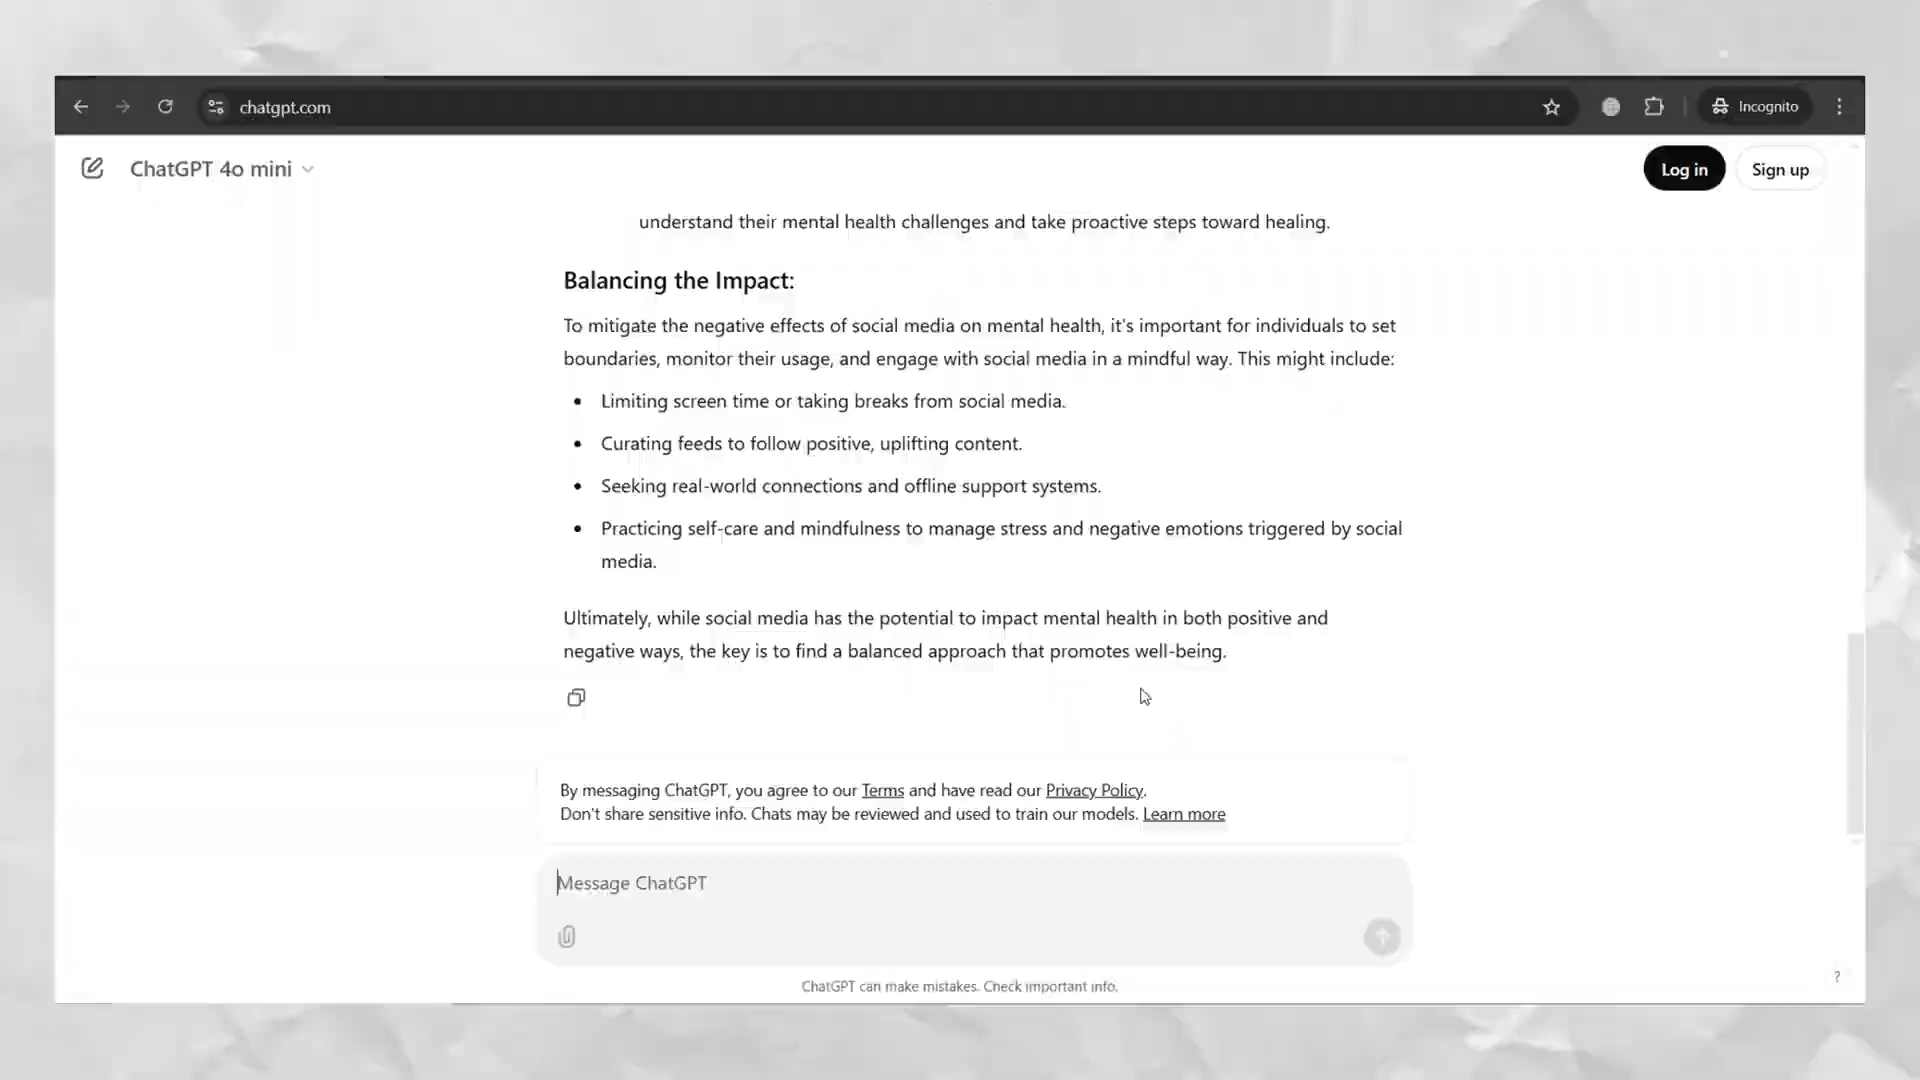 chatgpt.com
Incognito
ChatGPT 4o mini
Log in
Sign up
understand their mental health challenges and take proactive steps toward healing.
Balancing the Impact:
To mitigate the negative effects of social media on mental health, it's important for individuals to set
boundaries, monitor their usage, and engage with social media in a mindful way. This might include:
• Limiting screen time or taking breaks from social media.
• Curating feeds to follow positive, uplifting content.
• Seeking real-world connections and offline support systems.
• Practicing self-care and mindfulness to manage stress and negative emotions triggered by social
media.
Ultimately, while social media has the potential to impact mental health in both positive and
negative ways, the key is to find a balanced approach that promotes well-being.
By messaging ChatGPT, you agree to our Terms and have read our Privacy Policy.
Don't share sensitive info. Chats may be reviewed and used to train our models. Learn more
Message ChatGPT
ChatGPT can make mistakes. Check important info.
?